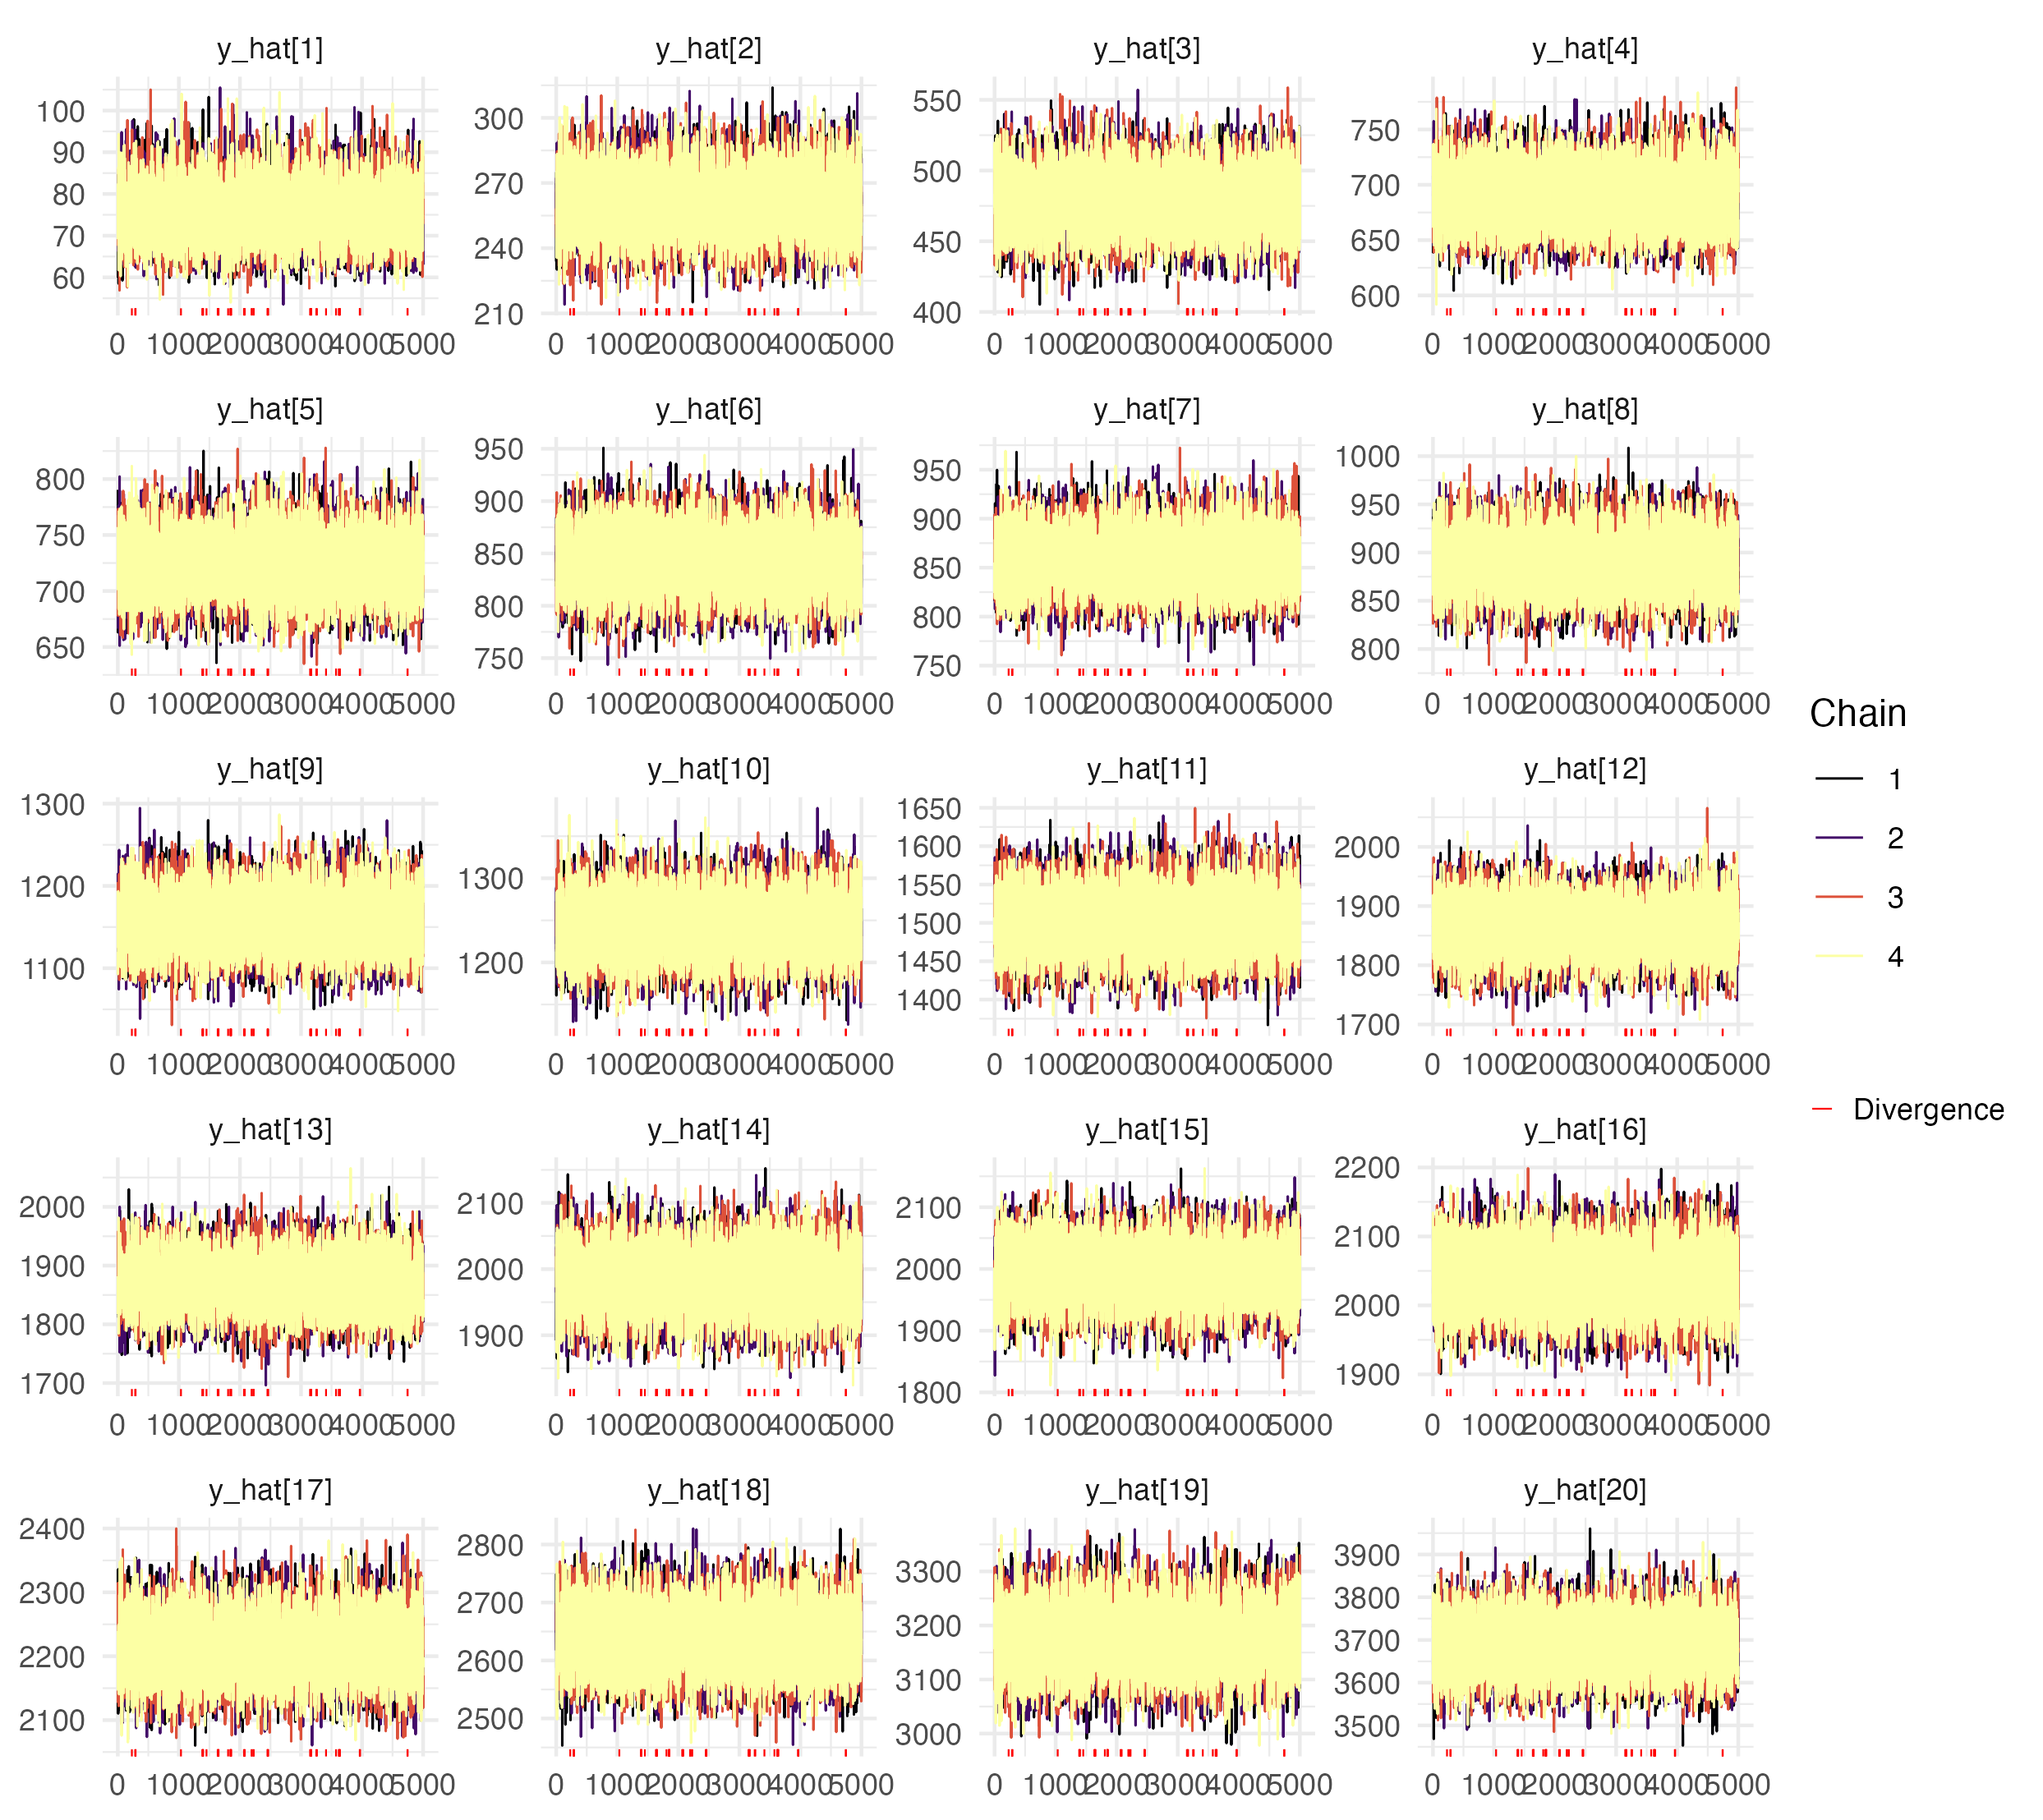 y_hat[1] y_hat[2] y_hat[3] y_hat[4]
100 90 80 70 60
300 270 240 210
550 500 450 400
750 700 650 600
0 1000 2000 3000 4000 5000 0 1000 2000 3000 4000 5000 0 1000 2000 3000 4000 5000 0 1000 2000 3000 4000 5000
y_hat[5] y_hat[6] y_hat[7] y_hat[8]
800 750 700 650
950 900 850 800 750
950 900 850 800 750
1000 950 900 850 800
0 1000 2000 3000 4000 5000 0 1000 2000 3000 4000 5000 0 1000 2000 3000 4000 5000 0 1000 2000 3000 4000 5000
y_hat[9] y_hat[10] y_hat[11] y_hat[12]
1300 1200 1100
1300 1200
1650 1600 1550 1500 1450 1400
2000 1900 1800 1700
0 1000 2000 3000 4000 5000 0 1000 2000 3000 4000 5000 0 1000 2000 3000 4000 5000 0 1000 2000 3000 4000 5000
y_hat[13] y_hat[14] y_hat[15] y_hat[16]
2000 1900 1800 1700
2100 2000 1900
2100 2000 1900 1800
2200 2100 2000 1900
0 1000 2000 3000 4000 5000 0 1000 2000 3000 4000 5000 0 1000 2000 3000 4000 5000 0 1000 2000 3000 4000 5000
y_hat[17] y_hat[18] y_hat[19] y_hat[20]
2400 2300 2200 2100
2800 2700 2600 2500
3300 3200 3100 3000
3900 3800 3700 3600 3500
0 1000 2000 3000 4000 5000 0 1000 2000 3000 4000 5000 0 1000 2000 3000 4000 5000 0 1000 2000 3000 4000 5000
Chain
1
2
3
4
Divergence